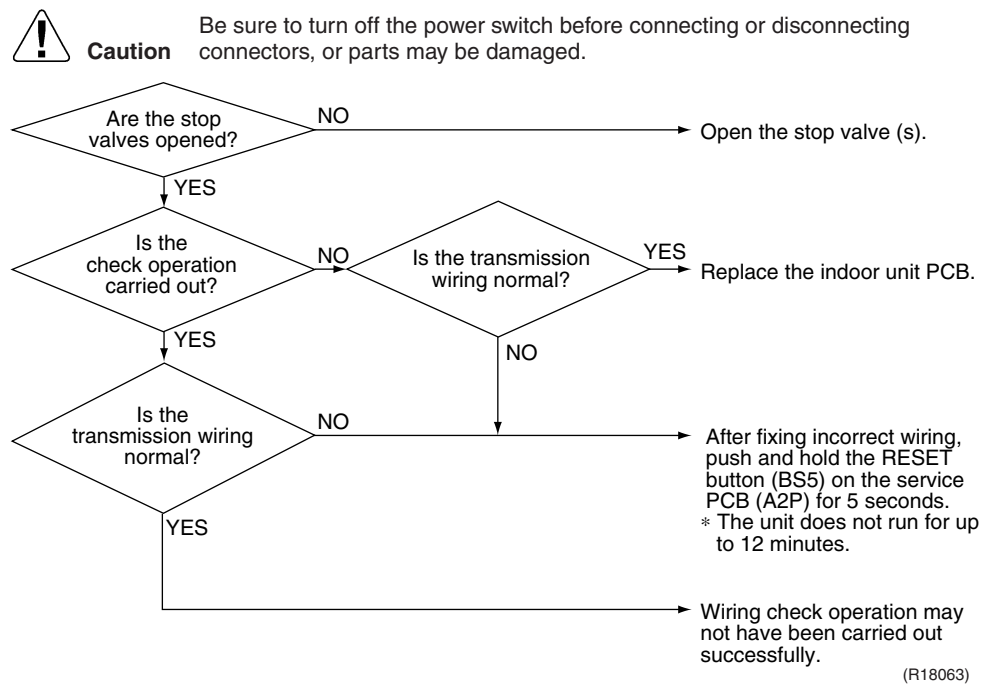 Be sure to turn off the power switch before connecting or disconnecting
Caution connectors, or parts may be damaged.
Are the stop
valves opened?
NO
Open the stop valve (s).
YES
Is the
check operation
carried out?
NO
Is the transmission
wiring normal?
YES
Replace the indoor unit PCB.
YES
NO
Is the
transmission wiring
normal?
NO
After fixing incorrect wiring,
push and hold the RESET
button (BS5) on the service
PCB (A2P) for 5 seconds.
* The unit does not run for up
to 12 minutes.
YES
Wiring check operation may
not have been carried out
successfully.
(R18063)